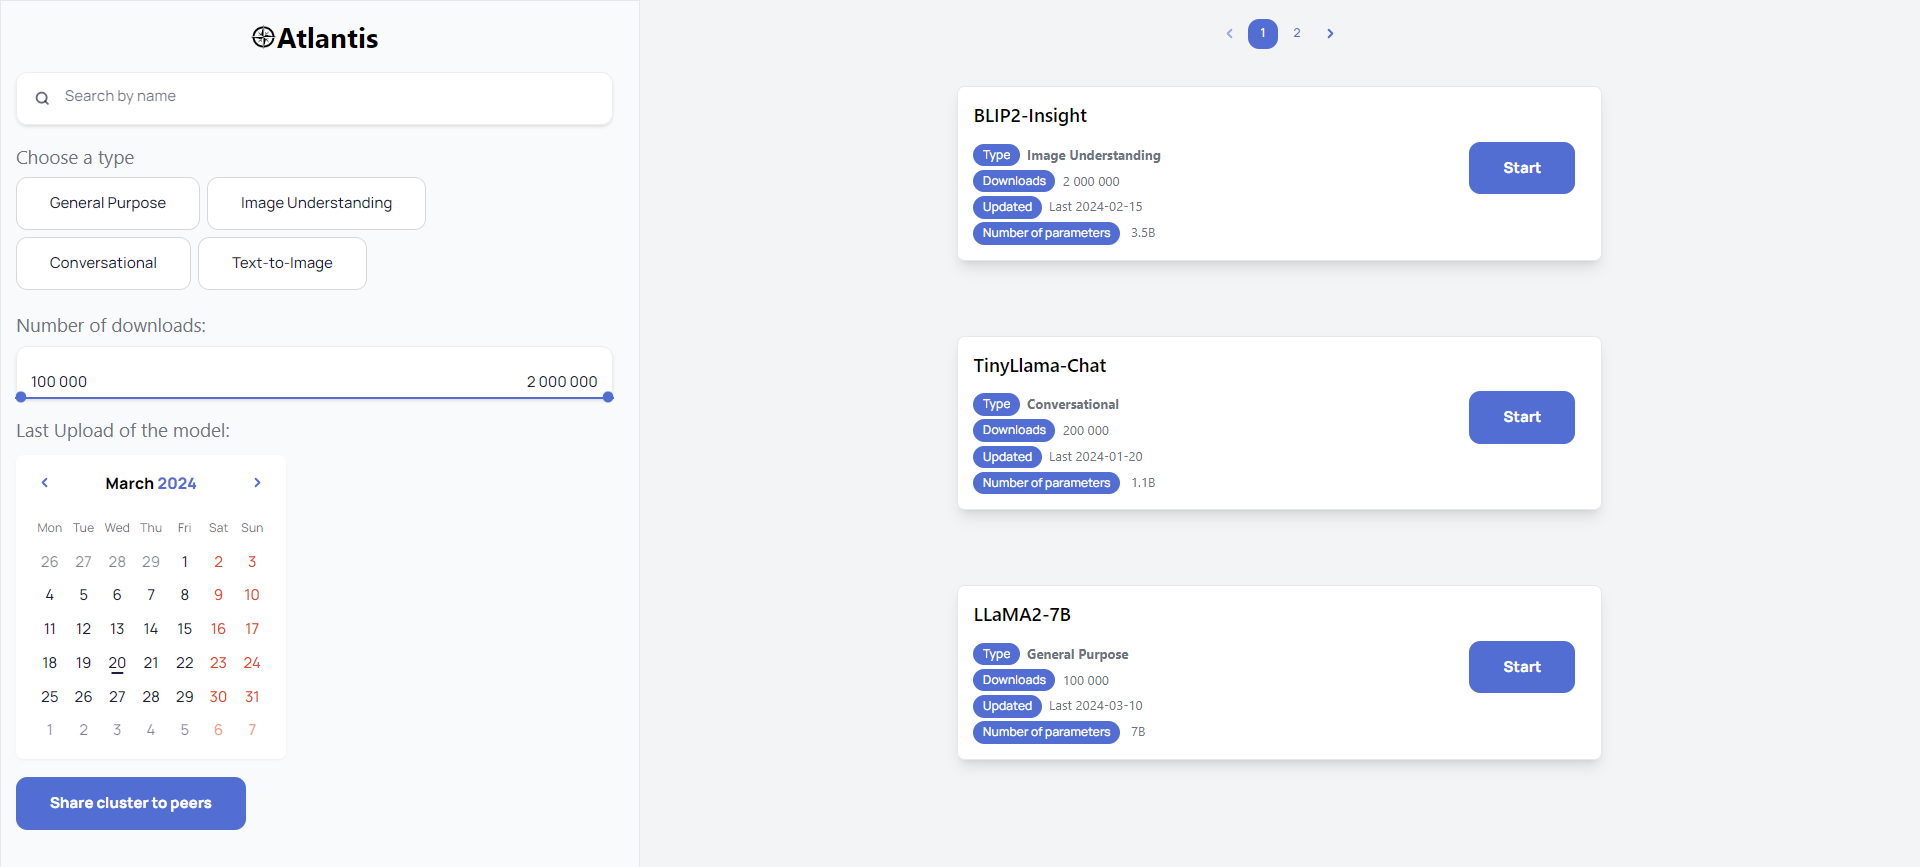 Atlantis
Search by name
Choose a type
General Purpose Image Understanding
Conversational Text-to-Image
Number of downloads:
100 000 2 000 000
Last Upload of the model:
March 2024
Mon Tue Wed Thu Fri Sat Sun
26 27 28 29 1 2 3
4 5 6 7 8 9 10
11 12 13 14 15 16 17
18 19 20 21 22 23 24
25 26 27 28 29 30 31
1 2 3 4 5 6 7
Share cluster to peers
1 2
BLIP2-Insight
Type Image Understanding
Start
Downloads 2 000 000
Updated Last 2024-02-15
Number of parameters 3.5B
TinyLlama-Chat
Type Conversational
Start
Downloads 200 000
Updated Last 2024-01-20
Number of parameters 1.1B
LLaMA2-7B
Type General Purpose
Start
Downloads 100 000
Updated Last 2024-03-10
Number of parameters 7B